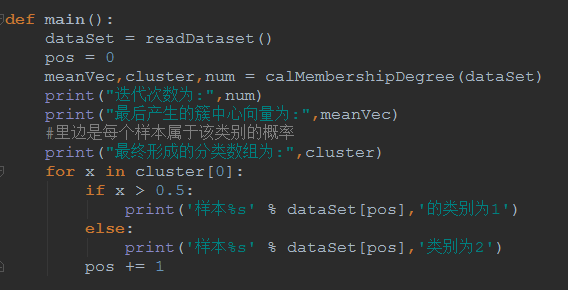 def main():
    dataSet = readDataset()
    pos = 0
    meanVec,cluster,num = calMembershipDegree(dataSet)
    print("迭代次数为:",num)
    print("最后产生的簇中心向量为:",meanVec)
    #里边是每个样本属于该类别的概率
    print("最终形成的分类数组为:",cluster)
    for x in cluster[0]:
        if x > 0.5:
            print('样本%s' % dataSet[pos],'的类别为1')
        else:
            print('样本%s' % dataSet[pos],'类别为2')
        pos += 1